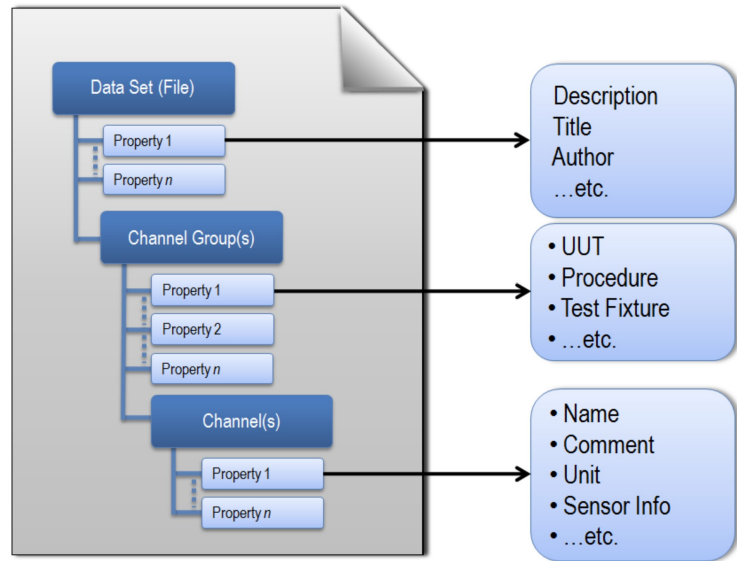 Data Set (File)
Property 1
Property n
Channel Group(s)
Property 1
Property 2
Property n
Channel(s)
Property 1
Property n
Description
Title
Author
…etc.
• UUT
• Procedure
• Test Fixture
• …etc.
• Name
• Comment
• Unit
• Sensor Info
• …etc.